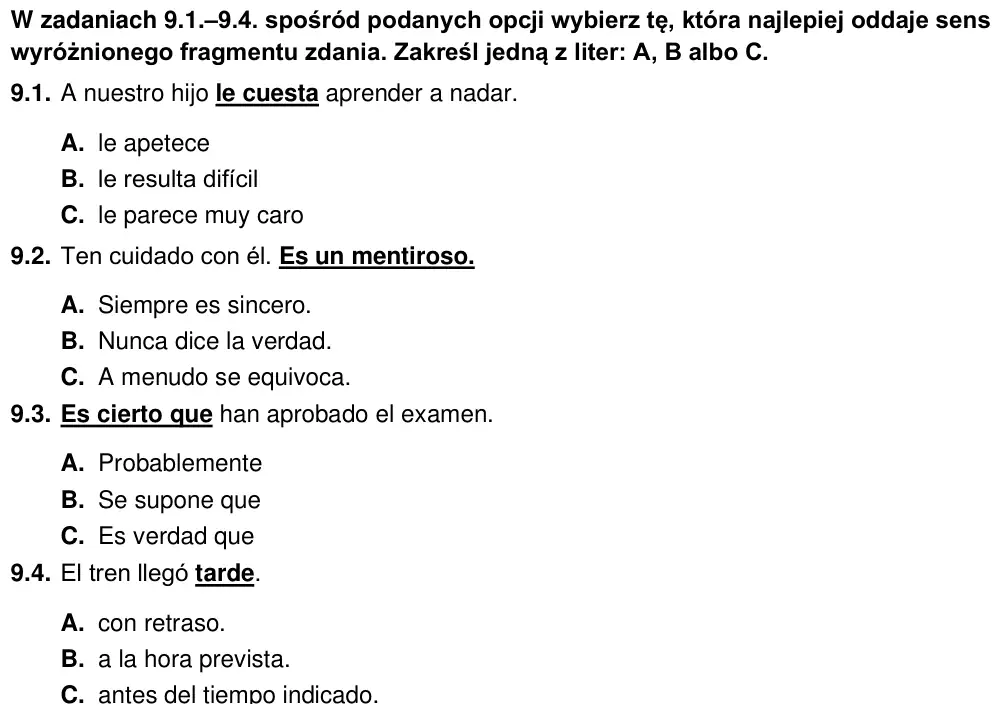 W zadaniach 9.1.–9.4. spośród podanych opcji wybierz tę, która najlepiej oddaje sens
wyróżnionego fragmentu zdania. Zakreśl jedną z liter: A, B albo C.
9.1. A nuestro hijo le cuesta aprender a nadar.
A. le apetece
B. le resulta difícil
C. le parece muy caro
9.2. Ten cuidado con él. Es un mentiroso.
A. Siempre es sincero.
B. Nunca dice la verdad.
C. A menudo se equivoca.
9.3. Es cierto que han aprobado el examen.
A. Probablemente
B. Se supone que
C. Es verdad que
9.4. El tren llegó tarde.
A. con retraso.
B. a la hora prevista.
C. antes del tiempo indicado.